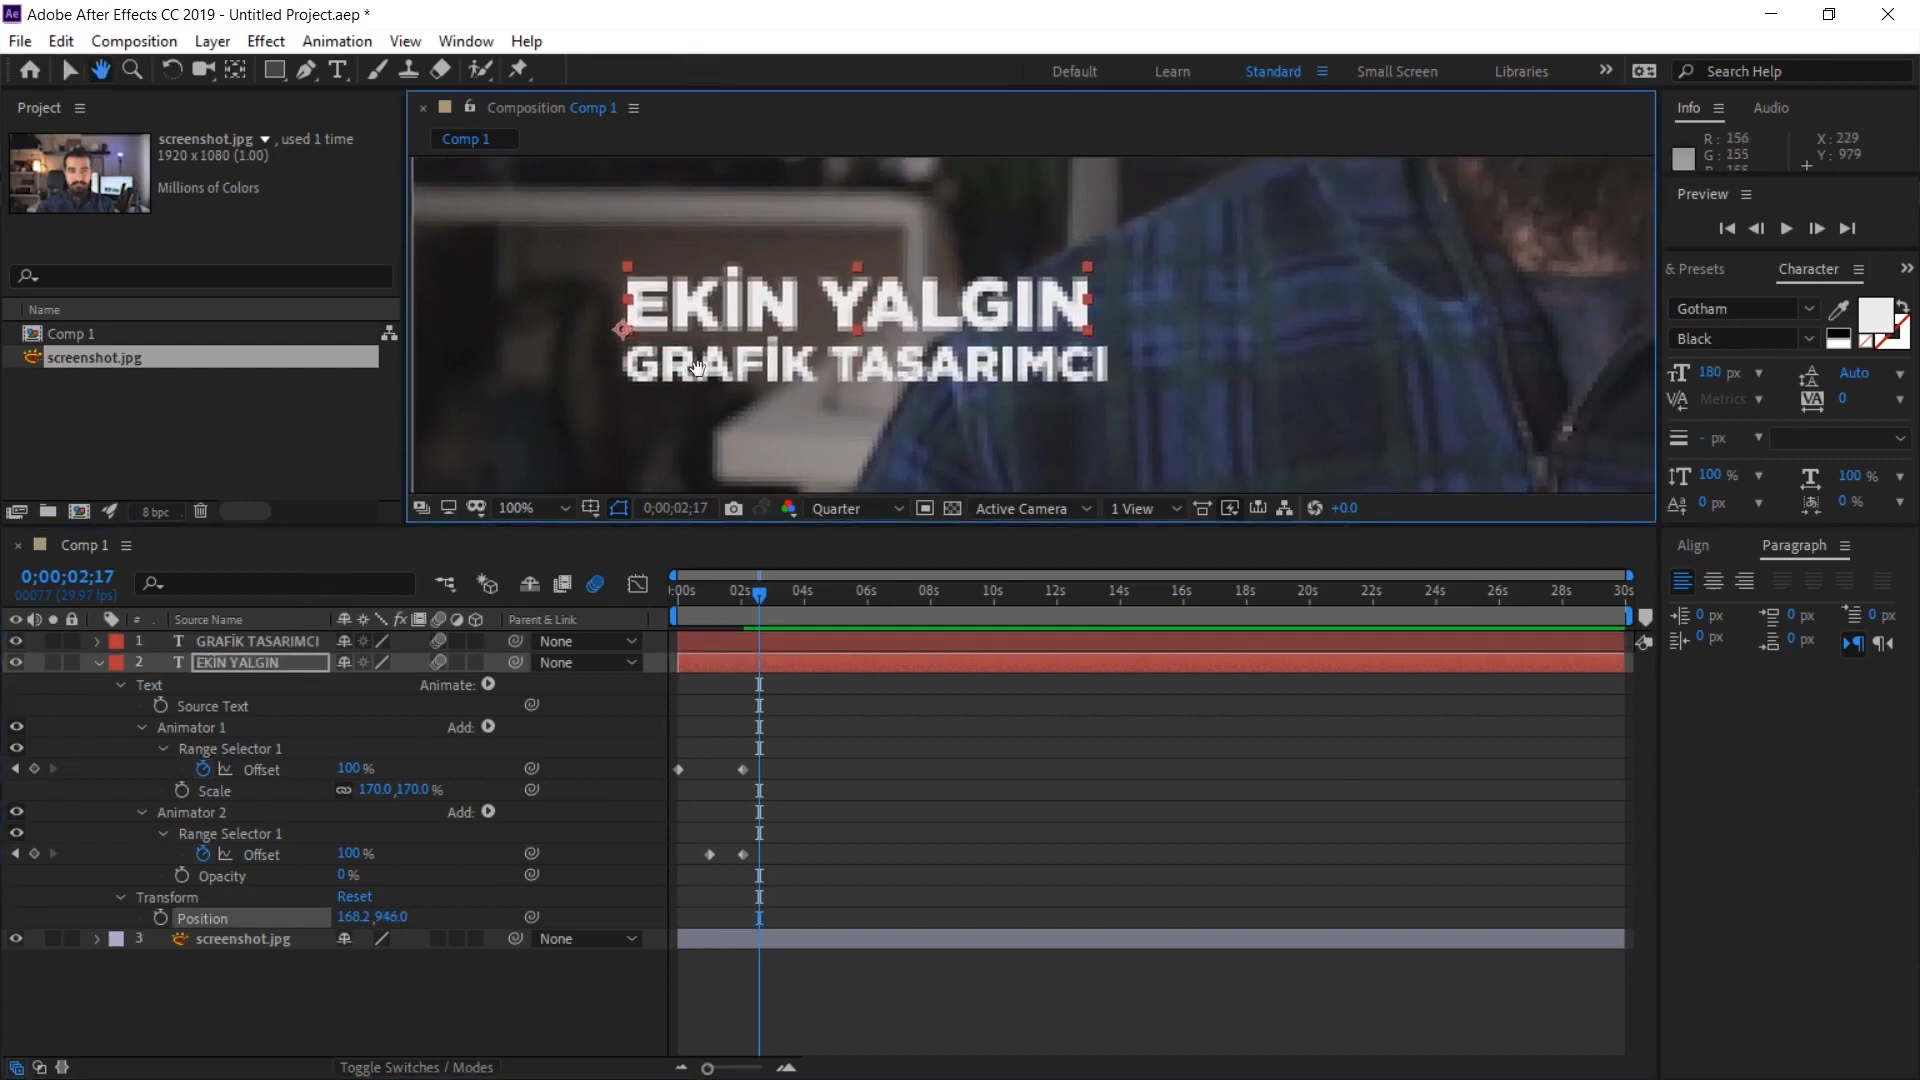 Ae Adobe After Effects CC 2019 - Untitled Project.aep *
File Edit Composition Layer Effect Animation View Window Help
Default Learn Standard Small Screen Libraries Search Help
Project
screenshot.jpg , used 1 time
1920 x 1080 (1.00)
Millions of Colors
Name
Comp 1
screenshot.jpg
8 bpc
Composition Comp 1
Comp 1
EKİN YALGIN
GRAFİK TASARIMCI
100% 0;00;02;17 Quarter Active Camera 1 View +0.0
Info Audio
R: 156 X: 229
G: 255 Y: 979
Preview
& Presets Character
Gotham
Black
180 px Auto
Metrics 0
- px
100 % 100 %
0 px 0 %
Align Paragraph
0 px 0 px 0 px
0 px 0 px
Comp 1
0;00;02;17
00077 (29.97 fps)
:00s 02s 04s 06s 08s 10s 12s 14s 16s 18s 20s 22s 24s 26s 28s 30s
# Source Name Parent & Link
1 T GRAFİK TASARIMCI None
2 T EKİN YALGIN None
Text Animate:
Source Text
Animator 1 Add:
Range Selector 1
Offset 100 %
Scale 170.0,170.0 %
Animator 2 Add:
Range Selector 1
Offset 100 %
Opacity 0 %
Transform Reset
Position 168.2,946.0
3 screenshot.jpg None
Toggle Switches / Modes